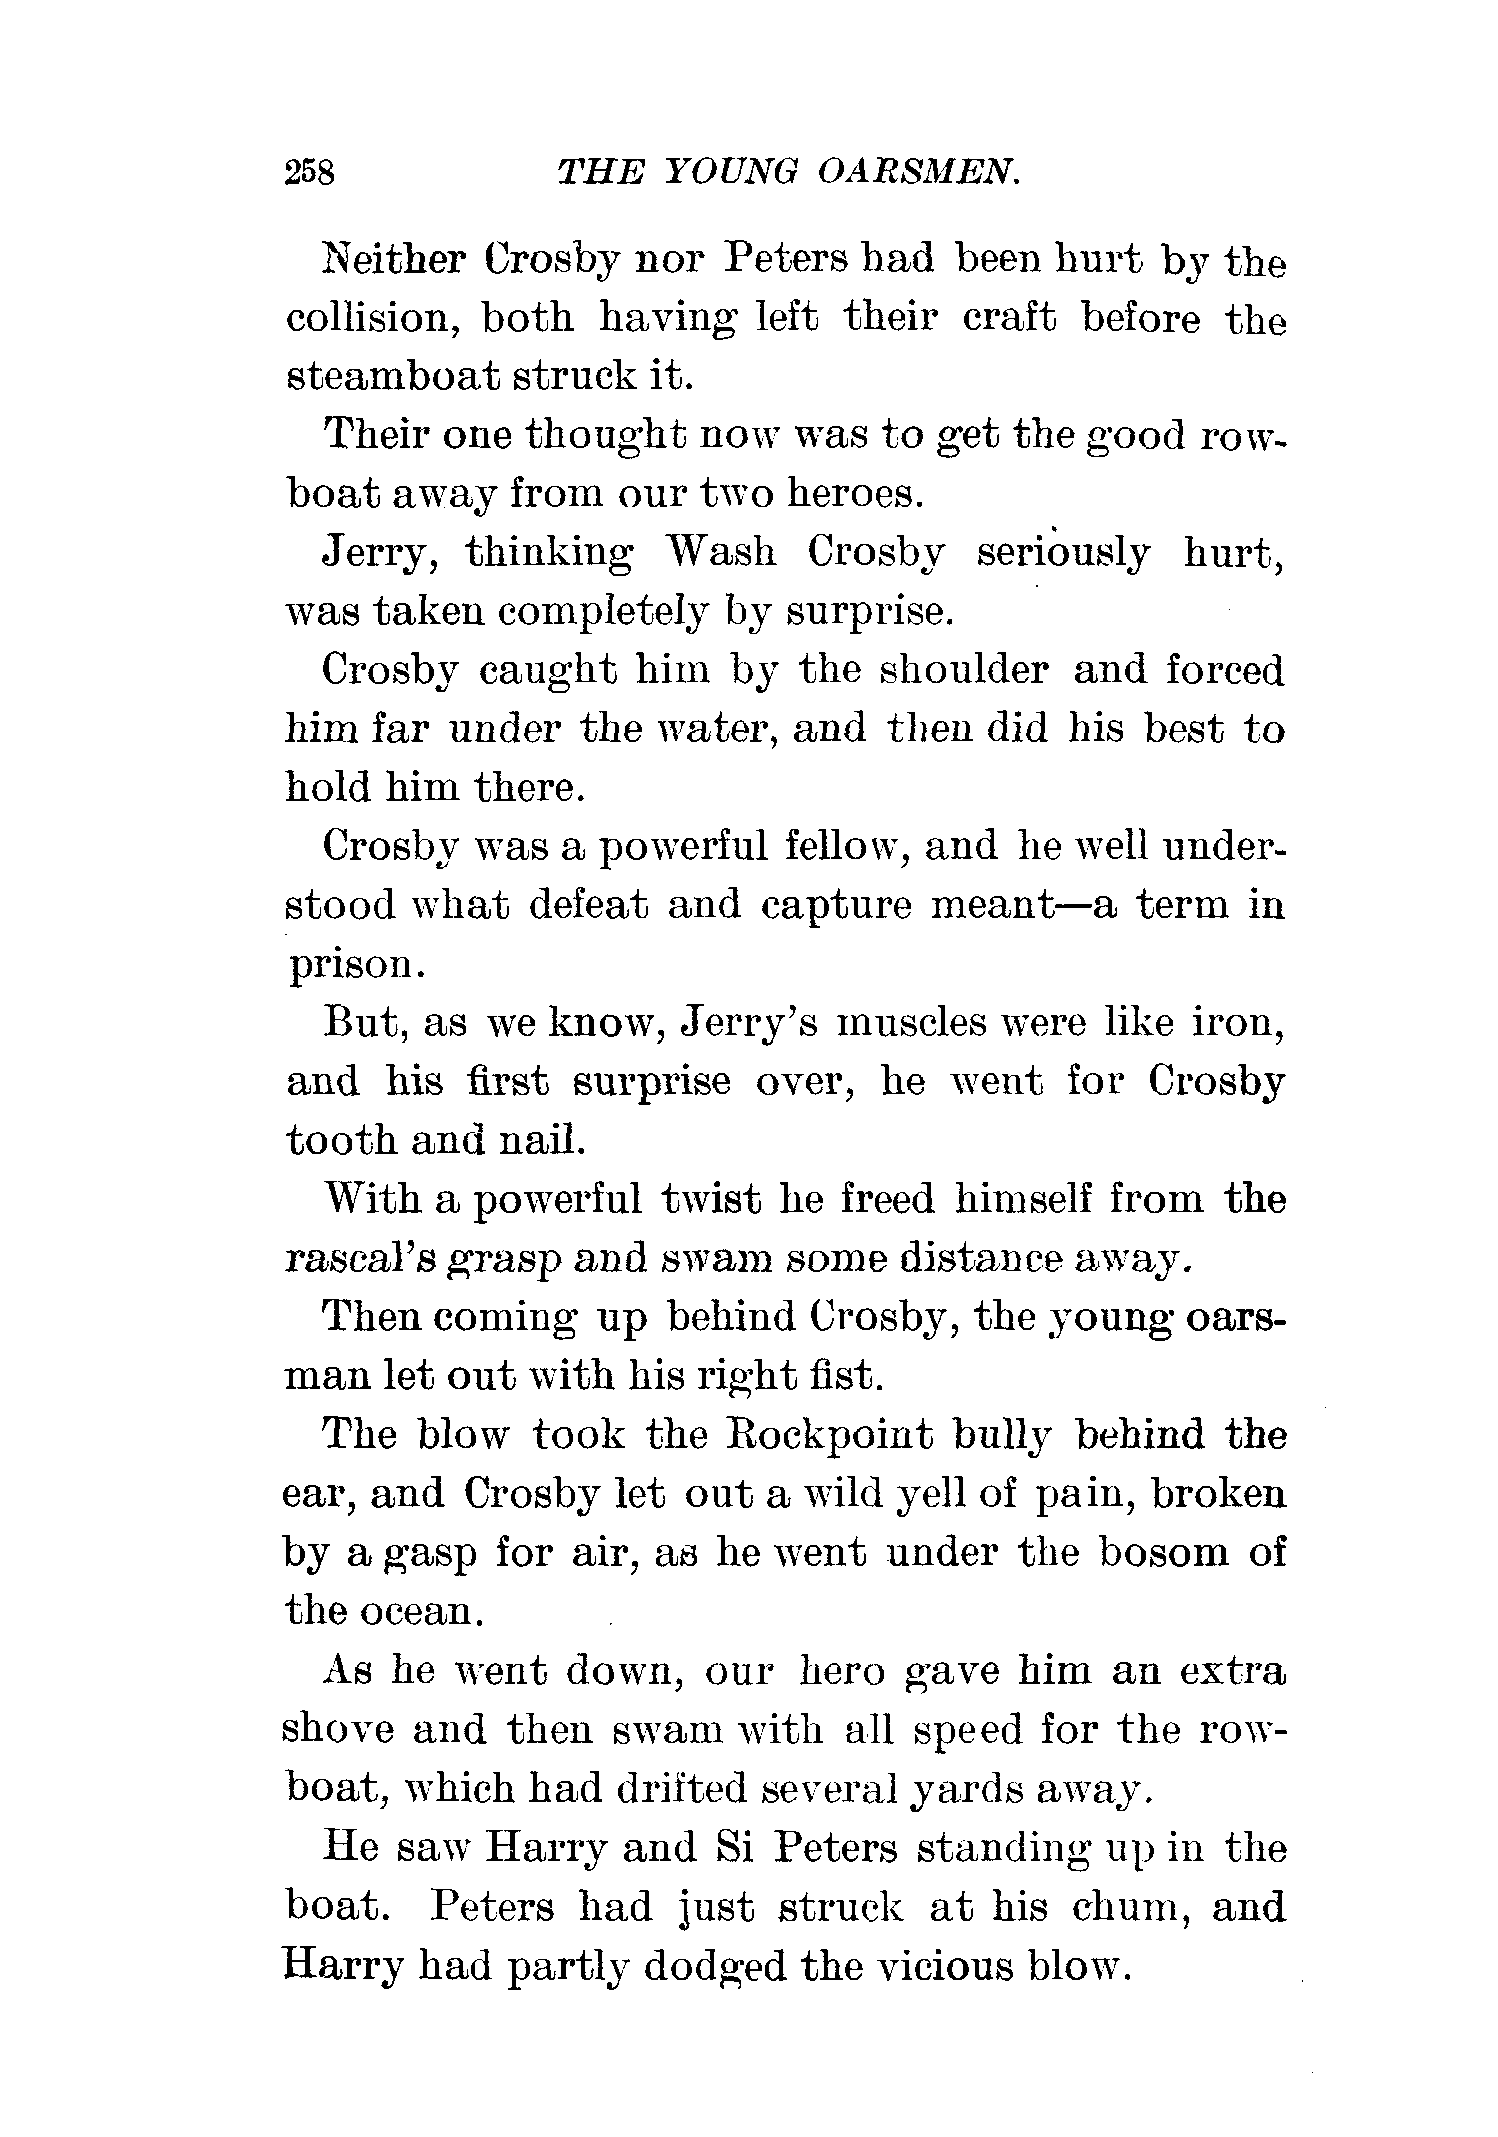 258 THE YOUNG OARSMEN.
Neither Crosby nor Peters had been hurt by the
collision, both having left their craft before the
steamboat struck it.
Their one thought now was to get the good row-
boat away from our two heroes.
Jerry, thinking Wash Crosby seriously hurt,
was taken completely by surprise.
Crosby caught him by the shoulder and forced
him far under the water, and then did his best to
hold him there.
Crosby was a powerful fellow, and he well under-
stood what defeat and capture meant—a term in
prison.
But, as we know, Jerry's muscles were like iron,
and his first surprise over, he went for Crosby
tooth and nail.
With a powerful twist he freed himself from the
rascal's grasp and swam some distance away.
Then coming up behind Crosby, the young oars-
man let out with his right fist.
The blow took the Rockpoint bully behind the
ear, and Crosby let out a wild yell of pain, broken
by a gasp for air, as he went under the bosom of
the ocean.
As he went down, our hero gave him an extra
shove and then swam with all speed for the row-
boat, which had drifted several yards away.
He saw Harry and Si Peters standing up in the
boat. Peters had just struck at his chum, and
Harry had partly dodged the vicious blow.